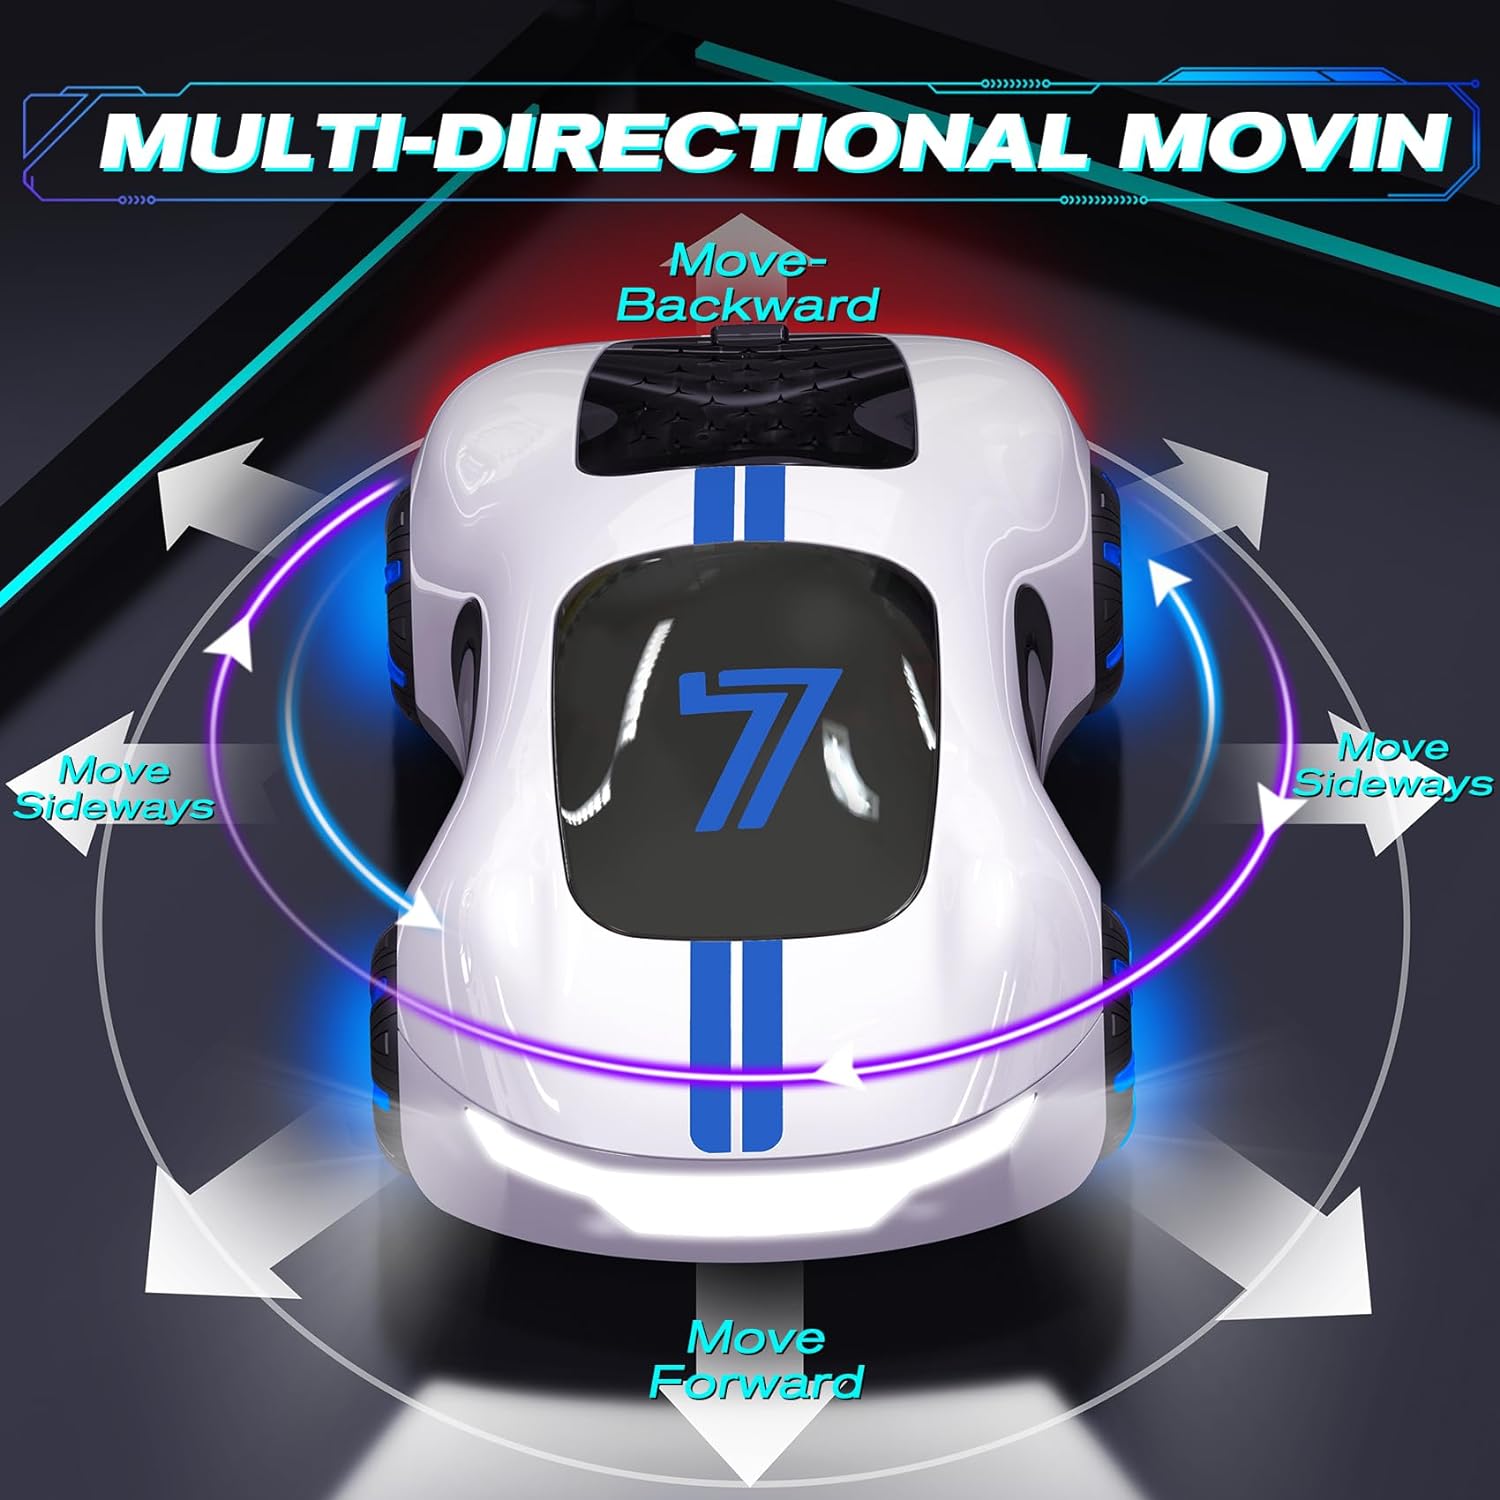 MULTI-DIRECTIONAL MOVIN
Move-
Backward
7
Move
Sideways
Move
Sideways
Move
Forward